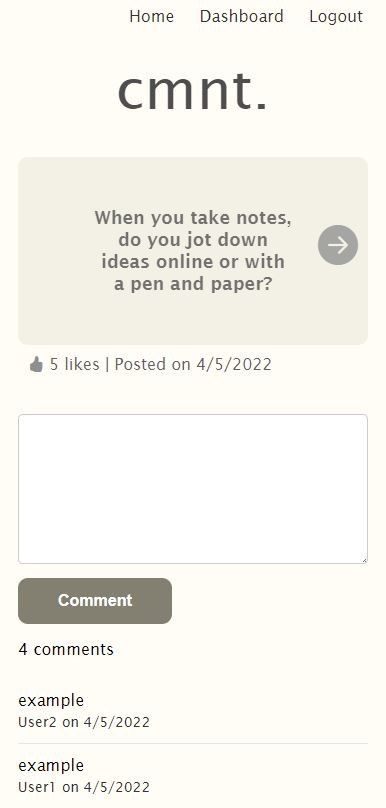 Home Dashboard Logout
cmnt.
When you take notes,
do you jot down
ideas online or with
a pen and paper?
5 likes | Posted on 4/5/2022
Comment
4 comments
example
User2 on 4/5/2022
example
User1 on 4/5/2022